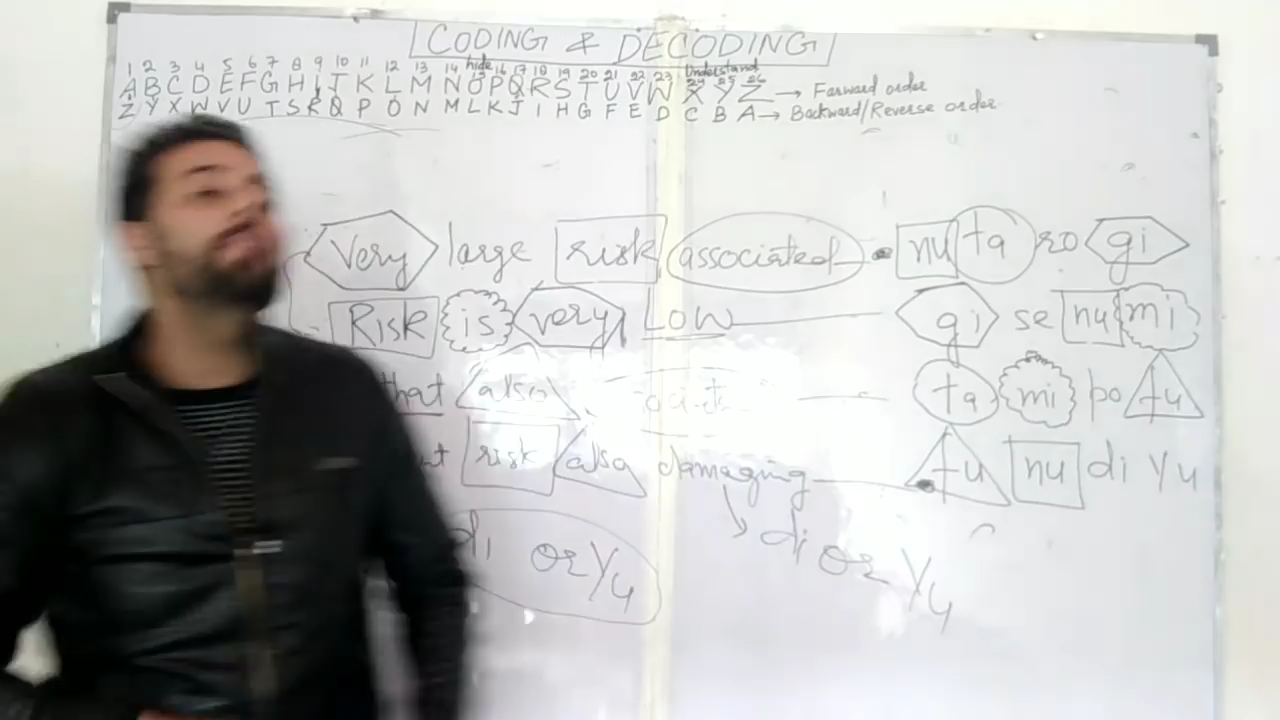 CODING & DECODING
hide Understand
1 2 3 4 5 6 7 8 9 10 11 12 13 14 15 16 17 18 19 20 21 22 23 24 25 26
A B C D E F G H I J K L M N O P Q R S T U V W X Y Z → Forward order
Z Y X W V U T S R Q P O N M L K J I H G F E D C B A → Backward/Reverse order
Very large risk associated - nu ta ro gi
Risk is very Low gi se nu mi
that also ta mi po fu
risk also damaging fu nu di yu
di or yu di or yu